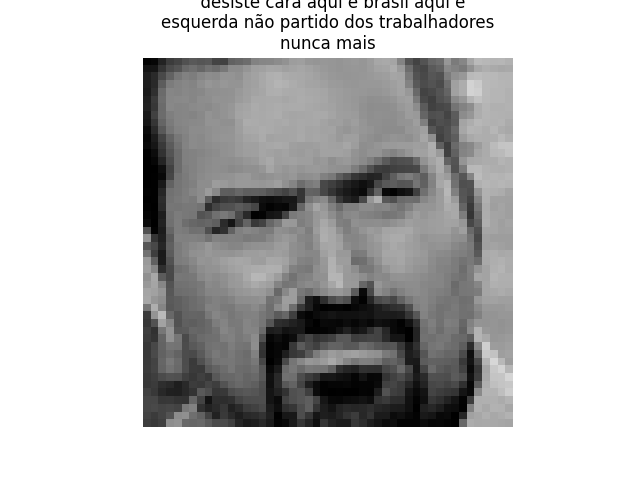 desiste cara aqui é brasil aqui é
esquerda não partido dos trabalhadores
nunca mais